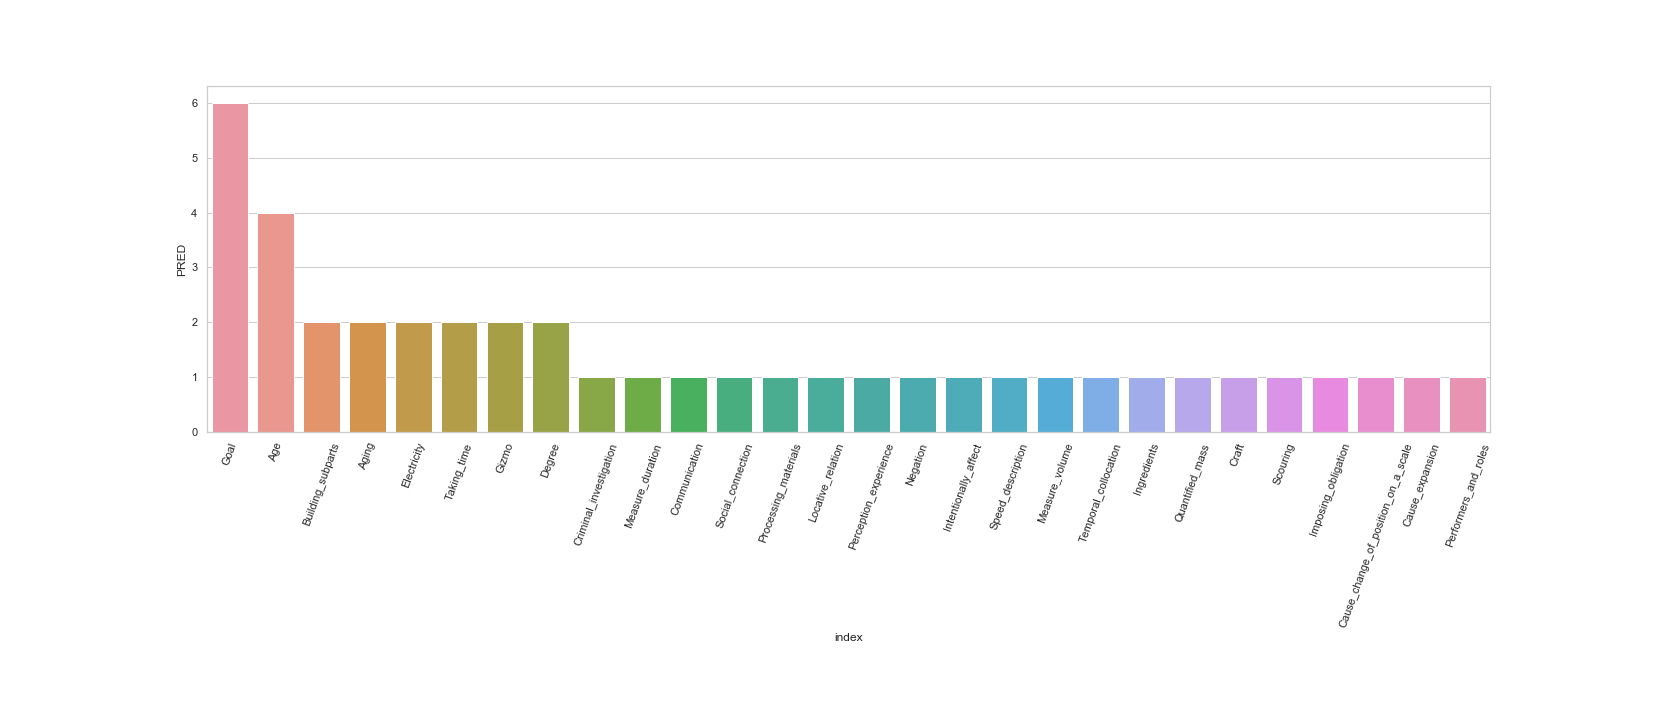 6
5
4
3
2
1
0
PRED
Goal
Age
Building_subparts
Aging
Electricity
Taking_time
Gizmo
Degree
Criminal_investigation
Measure_duration
Communication
Social_connection
Processing_materials
Locative_relation
Perception_experience
Negation
Intentionally_affect
Speed_description
Measure_volume
Temporal_collocation
Ingredients
Quantified_mass
Craft
Scouring
Imposing_obligation
Cause_change_of_position_on_a_scale
Cause_expansion
Performers_and_roles
index